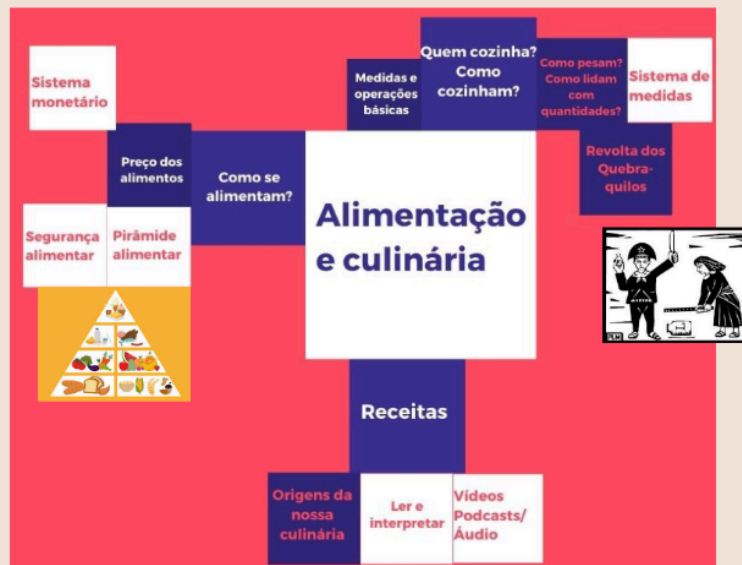 Sistema
monetário
Medidas e
operações
básicas
Quem cozinha?
Como
cozinham?
Como pesam?
Como lidam
com
quantidades?
Sistema de
medidas
Revolta dos
Quebra-
quilos
Preço dos
alimentos
Como se
alimentam?
Segurança
alimentar
Pirâmide
alimentar
Alimentação
e culinária
Receitas
Origens da
nossa
culinária
Ler e
interpretar
Vídeos
Podcasts/
Áudio